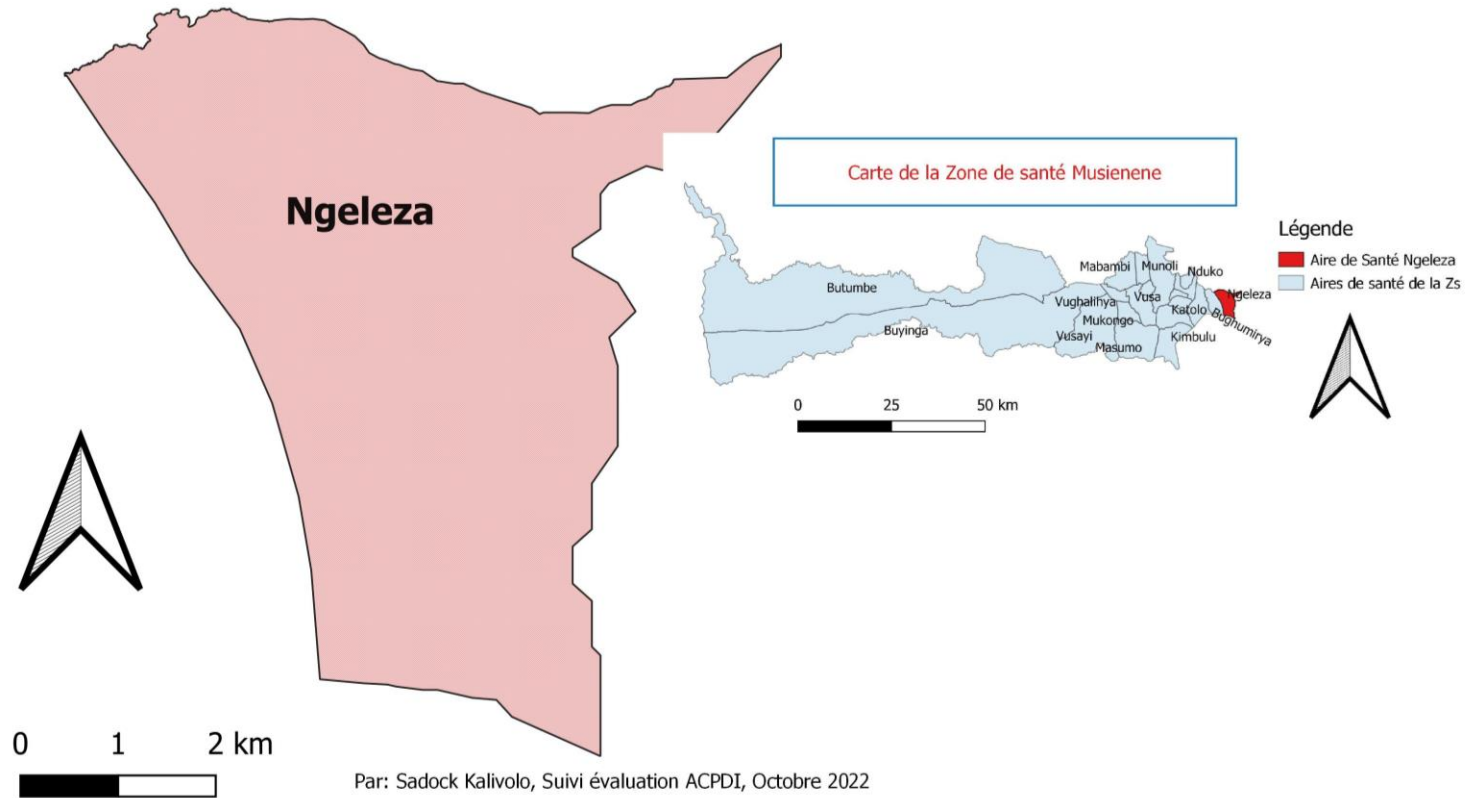 Ngeleza
Carte de la Zone de santé Musienene
Légende
Aire de Santé Ngeleza
Aires de santé de la Zs
Mabambi
Munoli
Nduko
Butumbe
Vughalihya
Vusa
Ngeleza
Katolo
Bughumirya
Buyinga
Mukongo
Vusayi
Masumo
Kimbulu
0 25 50 km
0 1 2 km
Par: Sadock Kalivolo, Suivi évaluation ACPDI, Octobre 2022